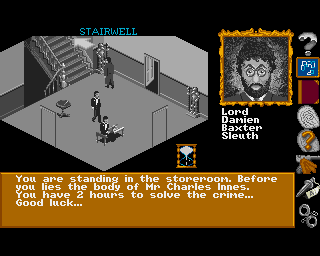 STAIRWELL
Lord
Damien
Baxter
Sleuth
You are standing in the storeroom. Before
you lies the body of Mr Charles Innes.
You have 2 hours to solve the crime...
Good luck...